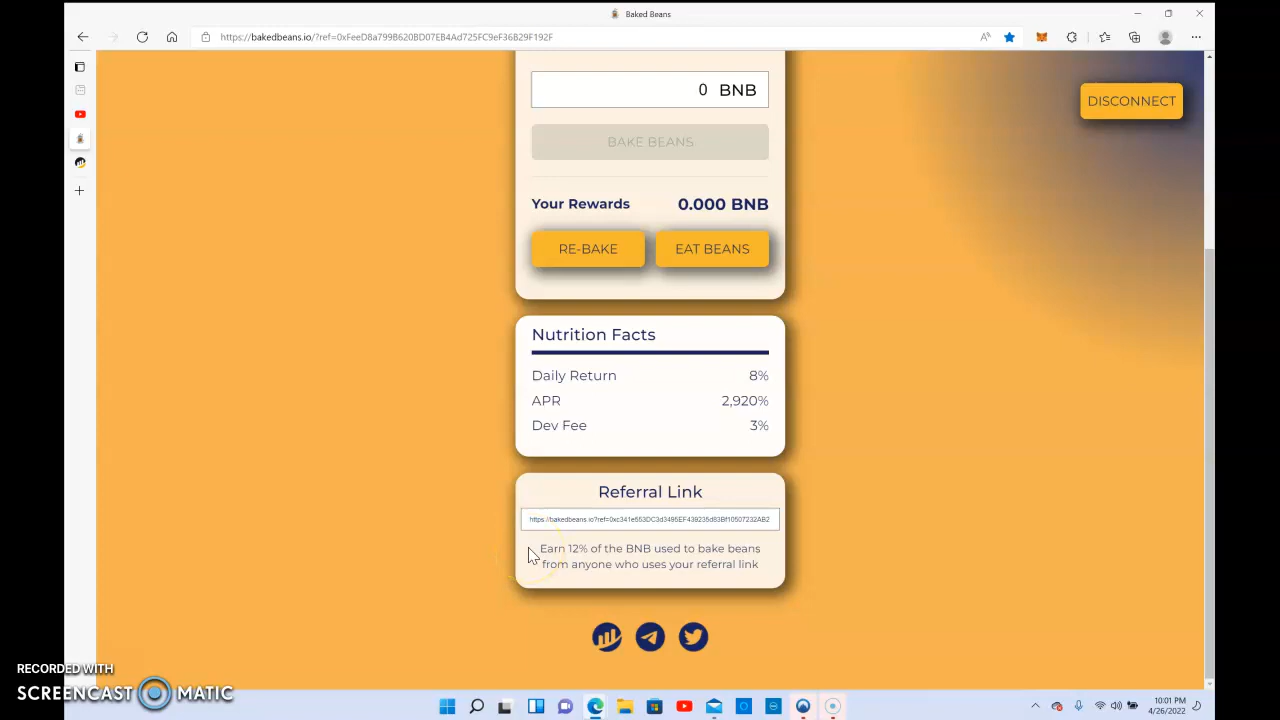 Baked Beans
https://bakedbeans.io/?ref=0xFeeD8a799B620BD07EB4Ad725FC9eF36B29F192F
0 BNB
DISCONNECT
BAKE BEANS
Your Rewards 0.000 BNB
RE-BAKE EAT BEANS
Nutrition Facts
Daily Return 8%
APR 2,920%
Dev Fee 3%
Referral Link
Earn 12% of the BNB used to bake beans
from anyone who uses your referral link
RECORDED WITH
SCREENCAST MATIC
10:01 PM
4/26/2022